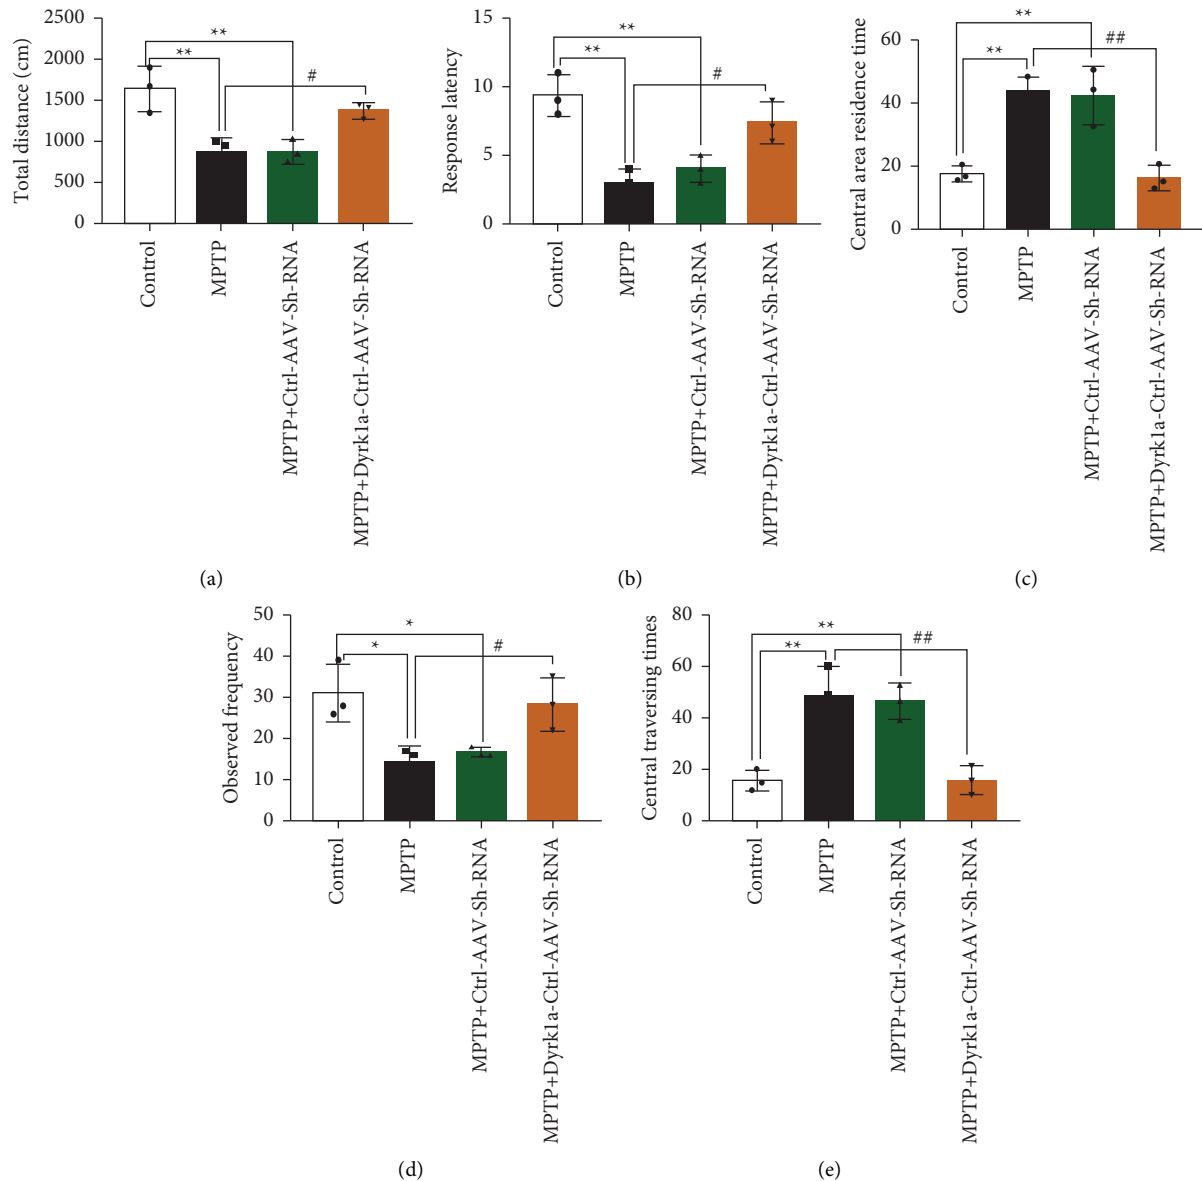 Total distance (cm)
2500
2000
1500
1000
500
0
**
**
#
Control
MPTP
MPTP+Ctrl-AAV-Sh-RNA
MPTP+Dyrk1a-Ctrl-AAV-Sh-RNA
(a)
Response latency
15
10
5
0
**
**
#
Control
MPTP
MPTP+Ctrl-AAV-Sh-RNA
MPTP+Dyrk1a-Ctrl-AAV-Sh-RNA
(b)
Central area residence time
60
40
20
0
**
**
##
Control
MPTP
MPTP+Ctrl-AAV-Sh-RNA
MPTP+Dyrk1a-Ctrl-AAV-Sh-RNA
(c)
Observed frequency
50
40
30
20
10
0
*
*
#
Control
MPTP
MPTP+Ctrl-AAV-Sh-RNA
MPTP+Dyrk1a-Ctrl-AAV-Sh-RNA
(d)
Central traversing times
80
60
40
20
0
**
**
##
Control
MPTP
MPTP+Ctrl-AAV-Sh-RNA
MPTP+Dyrk1a-Ctrl-AAV-Sh-RNA
(e)